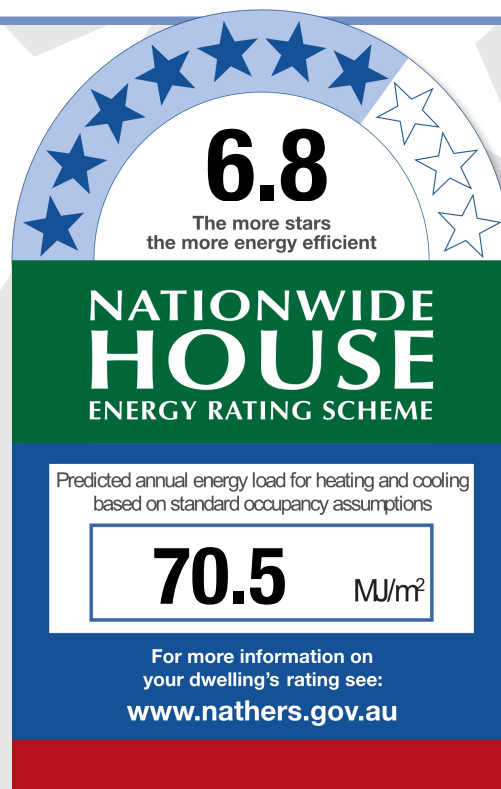 6.8
The more stars
the more energy efficient
NATIONWIDE
HOUSE
ENERGY RATING SCHEME
Predicted annual energy load for heating and cooling
based on standard occupancy assumptions
70.5 MJ/m²
For more information on
your dwelling's rating see:
www.nathers.gov.au